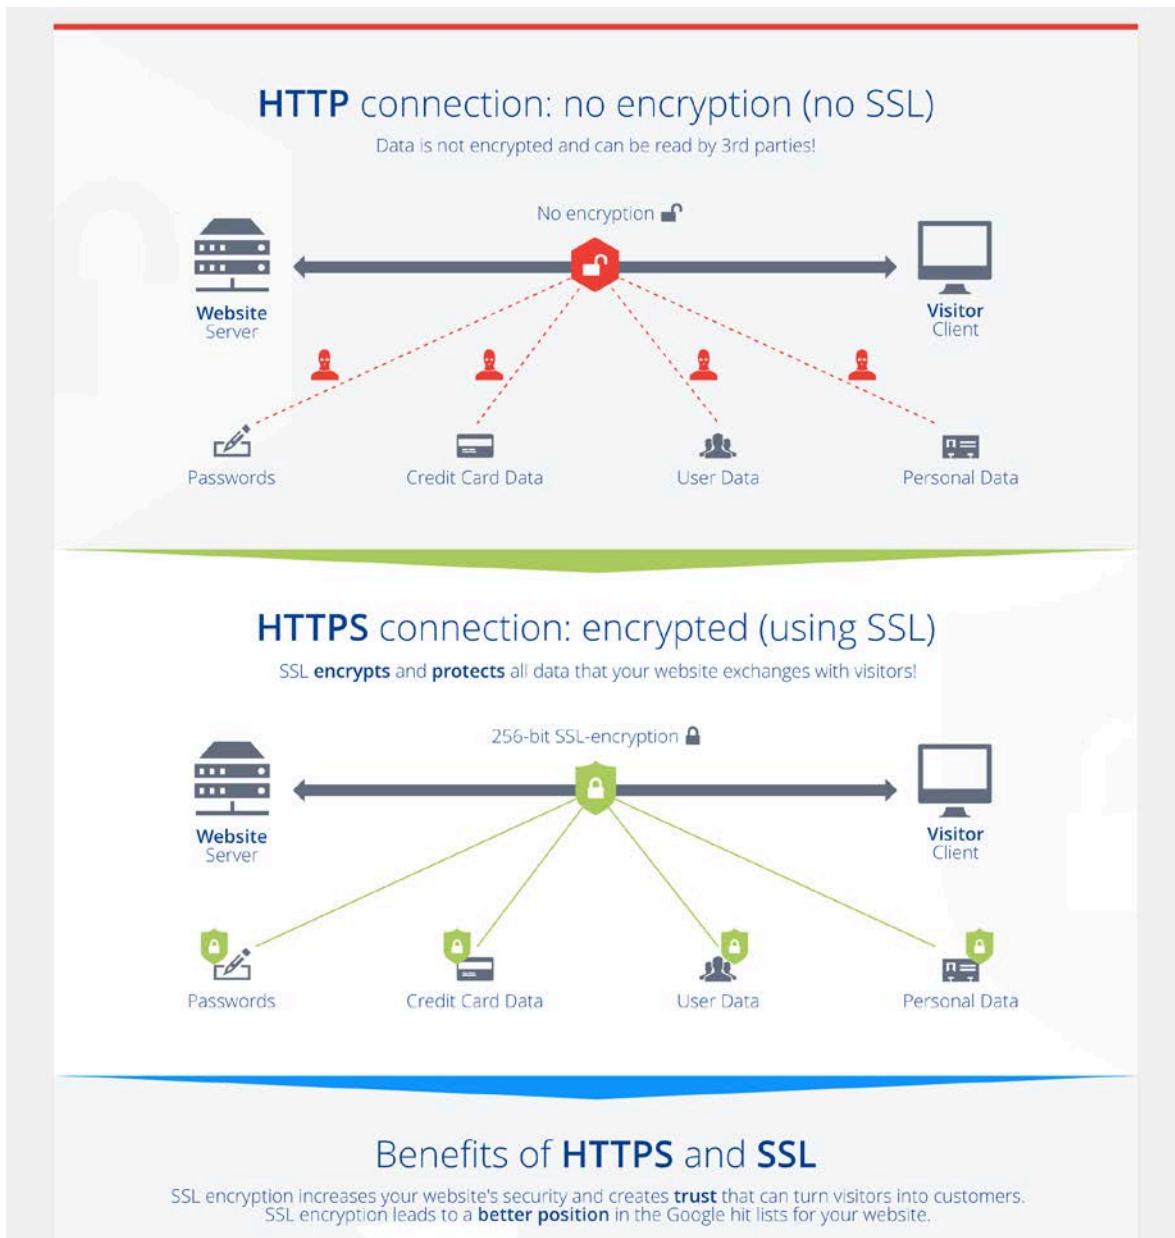 HTTP connection: no encryption (no SSL)
Data is not encrypted and can be read by 3rd parties!
No encryption
Website
Server
Visitor
Client
Passwords
Credit Card Data
User Data
Personal Data
HTTPS connection: encrypted (using SSL)
SSL encrypts and protects all data that your website exchanges with visitors!
256-bit SSL-encryption
Website
Server
Visitor
Client
Passwords
Credit Card Data
User Data
Personal Data
Benefits of HTTPS and SSL
SSL encryption increases your website's security and creates trust that can turn visitors into customers.
SSL encryption leads to a better position in the Google hit lists for your website.